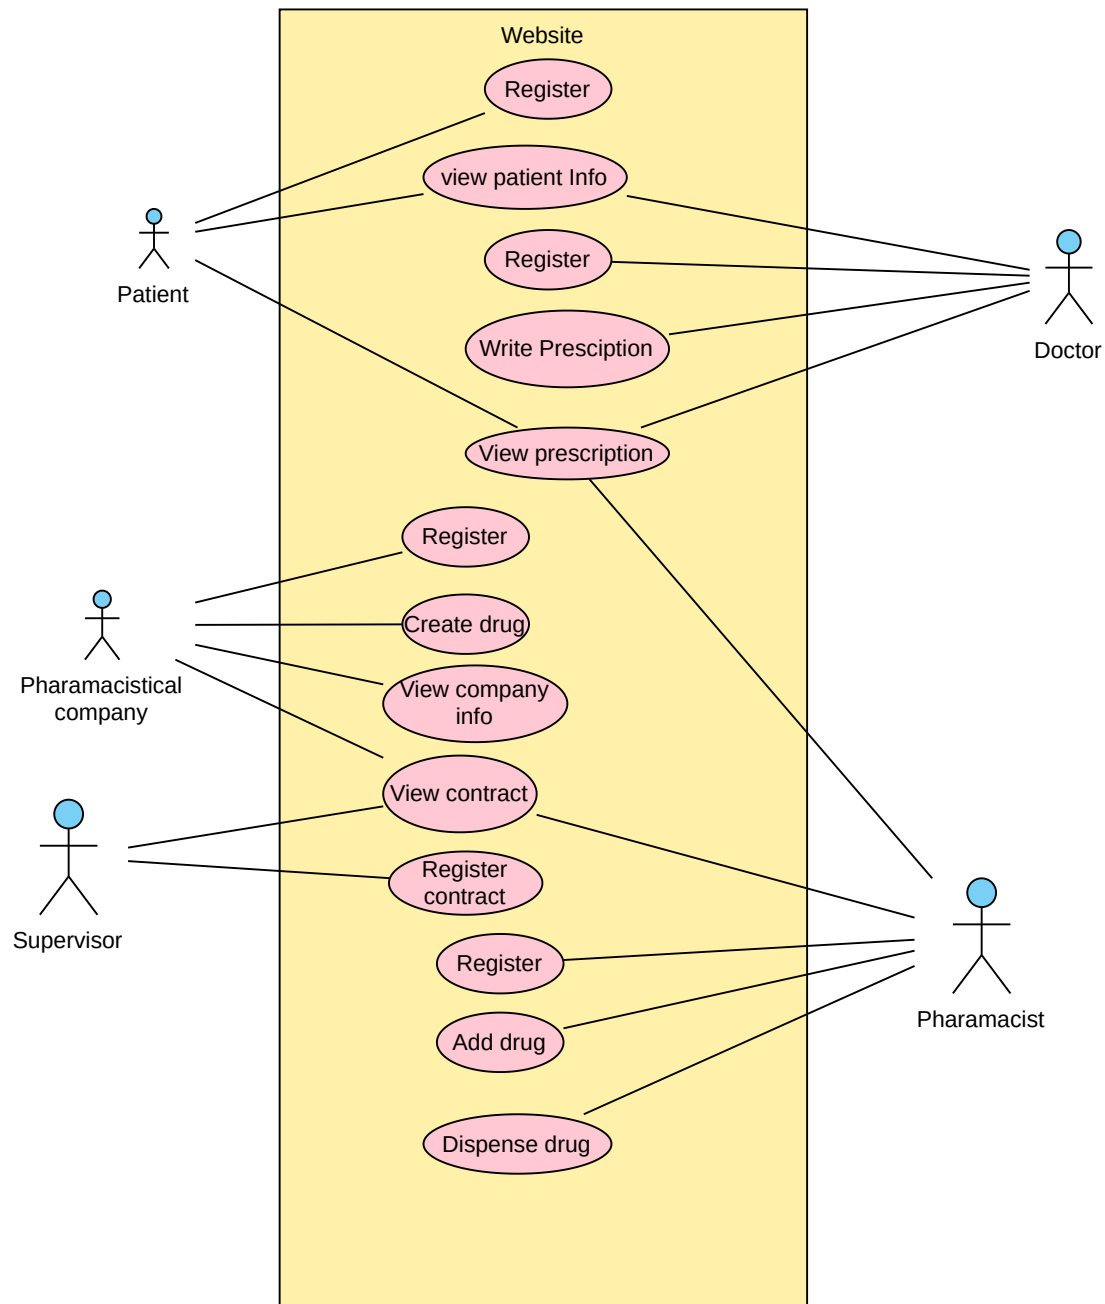 Website
Register
view patient Info
Register
Write Presciption
View prescription
Patient
Doctor
Register
Create drug
View company
info
View contract
Register
contract
Register
Add drug
Dispense drug
Pharamacistical
company
Supervisor
Pharamacist